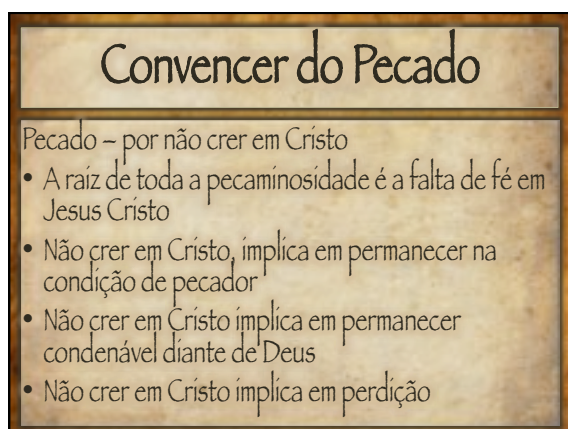 Convencer do Pecado
Pecado – por não crer em Cristo
• A raiz de toda a pecaminosidade é a falta de fé em
Jesus Cristo
• Não crer em Cristo, implica em permanecer na
condição de pecador
• Não crer em Cristo implica em permanecer
condenável diante de Deus
• Não crer em Cristo implica em perdição